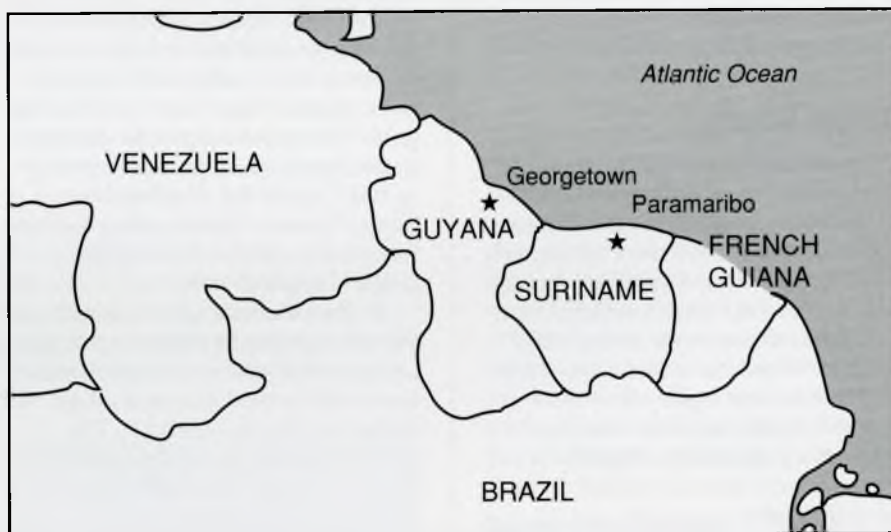 Atlantic Ocean
VENEZUELA
Georgetown
Paramaribo
GUYANA
FRENCH
GUIANA
SURINAME
BRAZIL